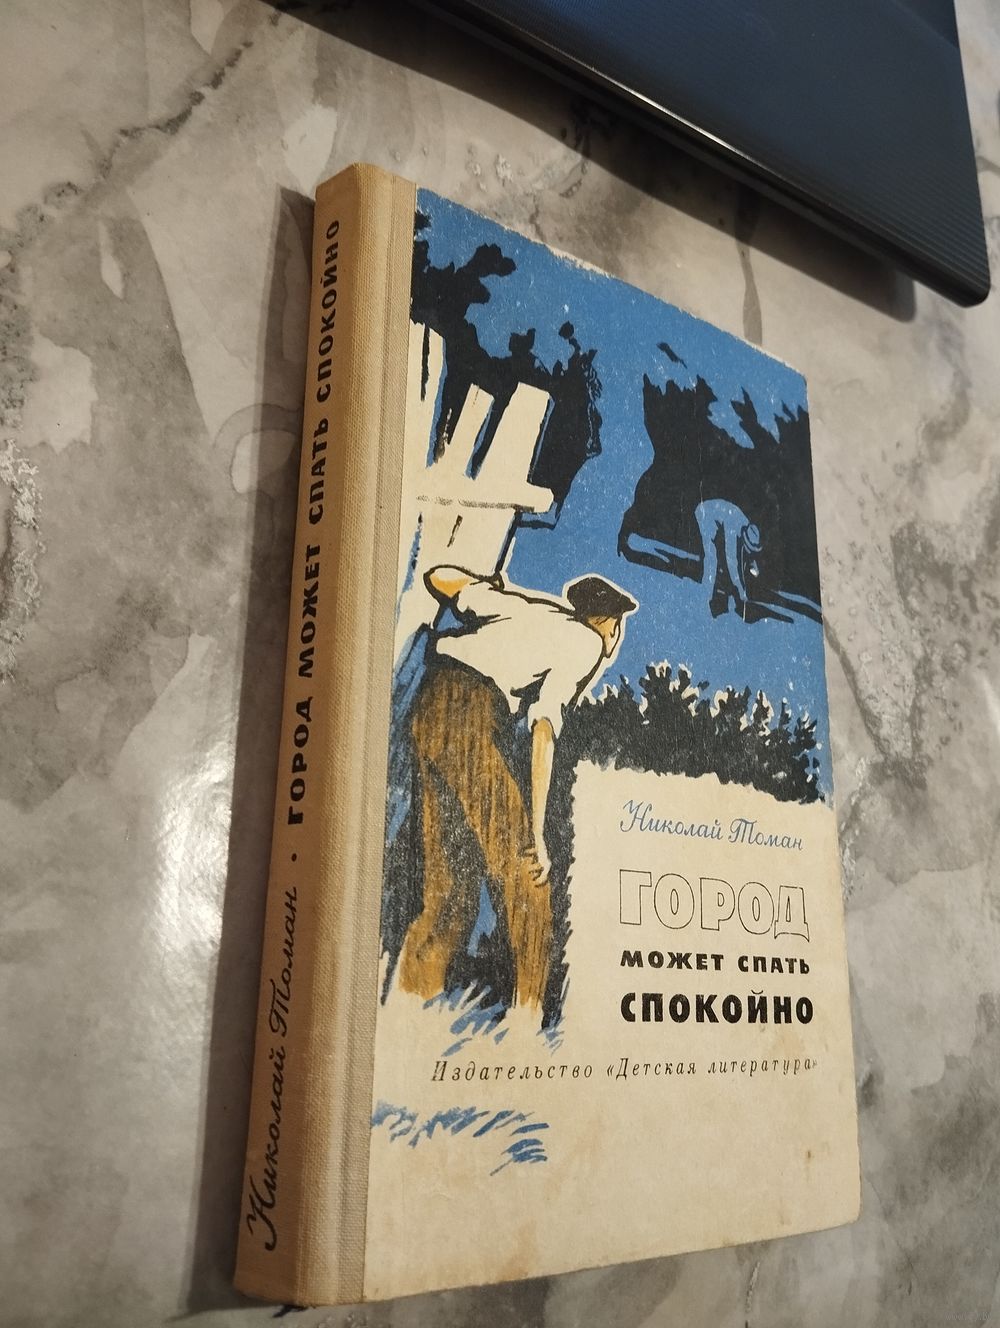 Николай Томан • ГОРОД МОЖЕТ СПАТЬ СПОКОЙНО
Николай Томан
ГОРОД
МОЖЕТ СПАТЬ
СПОКОЙНО
Издательство «Детская литература»